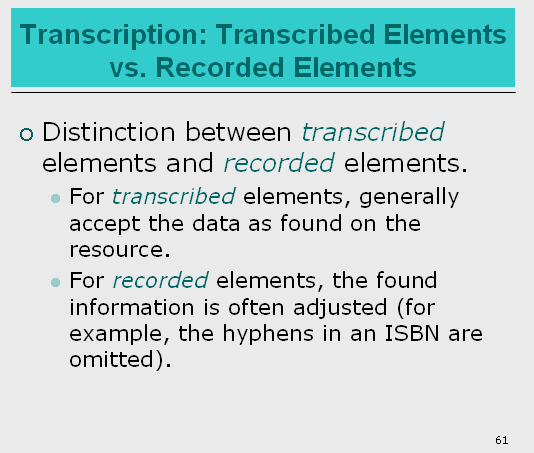 Transcription: Transcribed Elements
vs. Recorded Elements
Distinction between transcribed
elements and recorded elements.
For transcribed elements, generally
accept the data as found on the
resource.
For recorded elements, the found
information is often adjusted (for
example, the hyphens in an ISBN are
omitted).
61